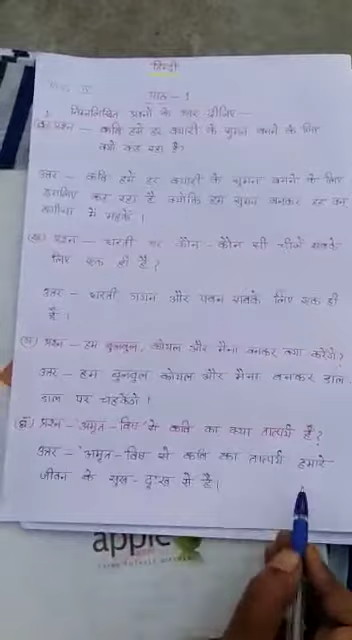 हिन्दी
पाठ - 1
1. निम्नलिखित प्रश्नों के उत्तर दीजिए -
(क) प्रश्न - कवि हमें हर क्यारी के सुमन बनने के लिए
क्यों कह रहा है?
उत्तर - कवि हमें हर क्यारी के सुमन बनने के लिए
इसलिए कह रहा है क्योंकि हम सुमन बनकर हर
बगीचा में महकें।
(ख) प्रश्न - धरती पर कौन - कौन सी चीजें सबके
लिए एक ही है?
उत्तर - धरती गगन और पवन सबके लिए एक ही
है।
(ग) प्रश्न - हम बुलबुल, कोयल और मैना बनकर क्या करेंगे?
उत्तर - हम बुलबुल कोयल और मैना बनकर डाल
डाल पर चहकेंगे।
(घ) प्रश्न - 'अमृत - विष से कवि का क्या तात्पर्य है?
उत्तर - 'अमृत - विष से कवि का तात्पर्य हमारे
जीवन के सुख - दुःख से है।
apple